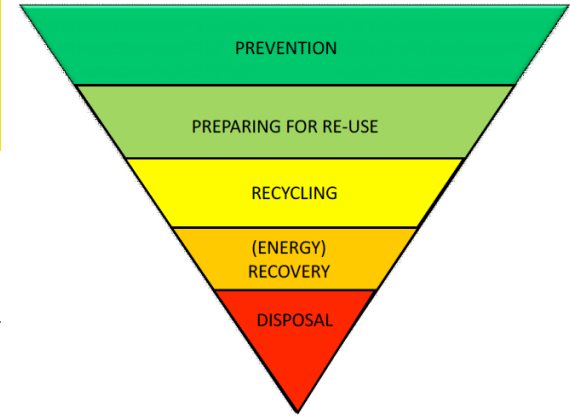 PREVENTION
PREPARING FOR RE-USE
RECYCLING
(ENERGY)
RECOVERY
DISPOSAL